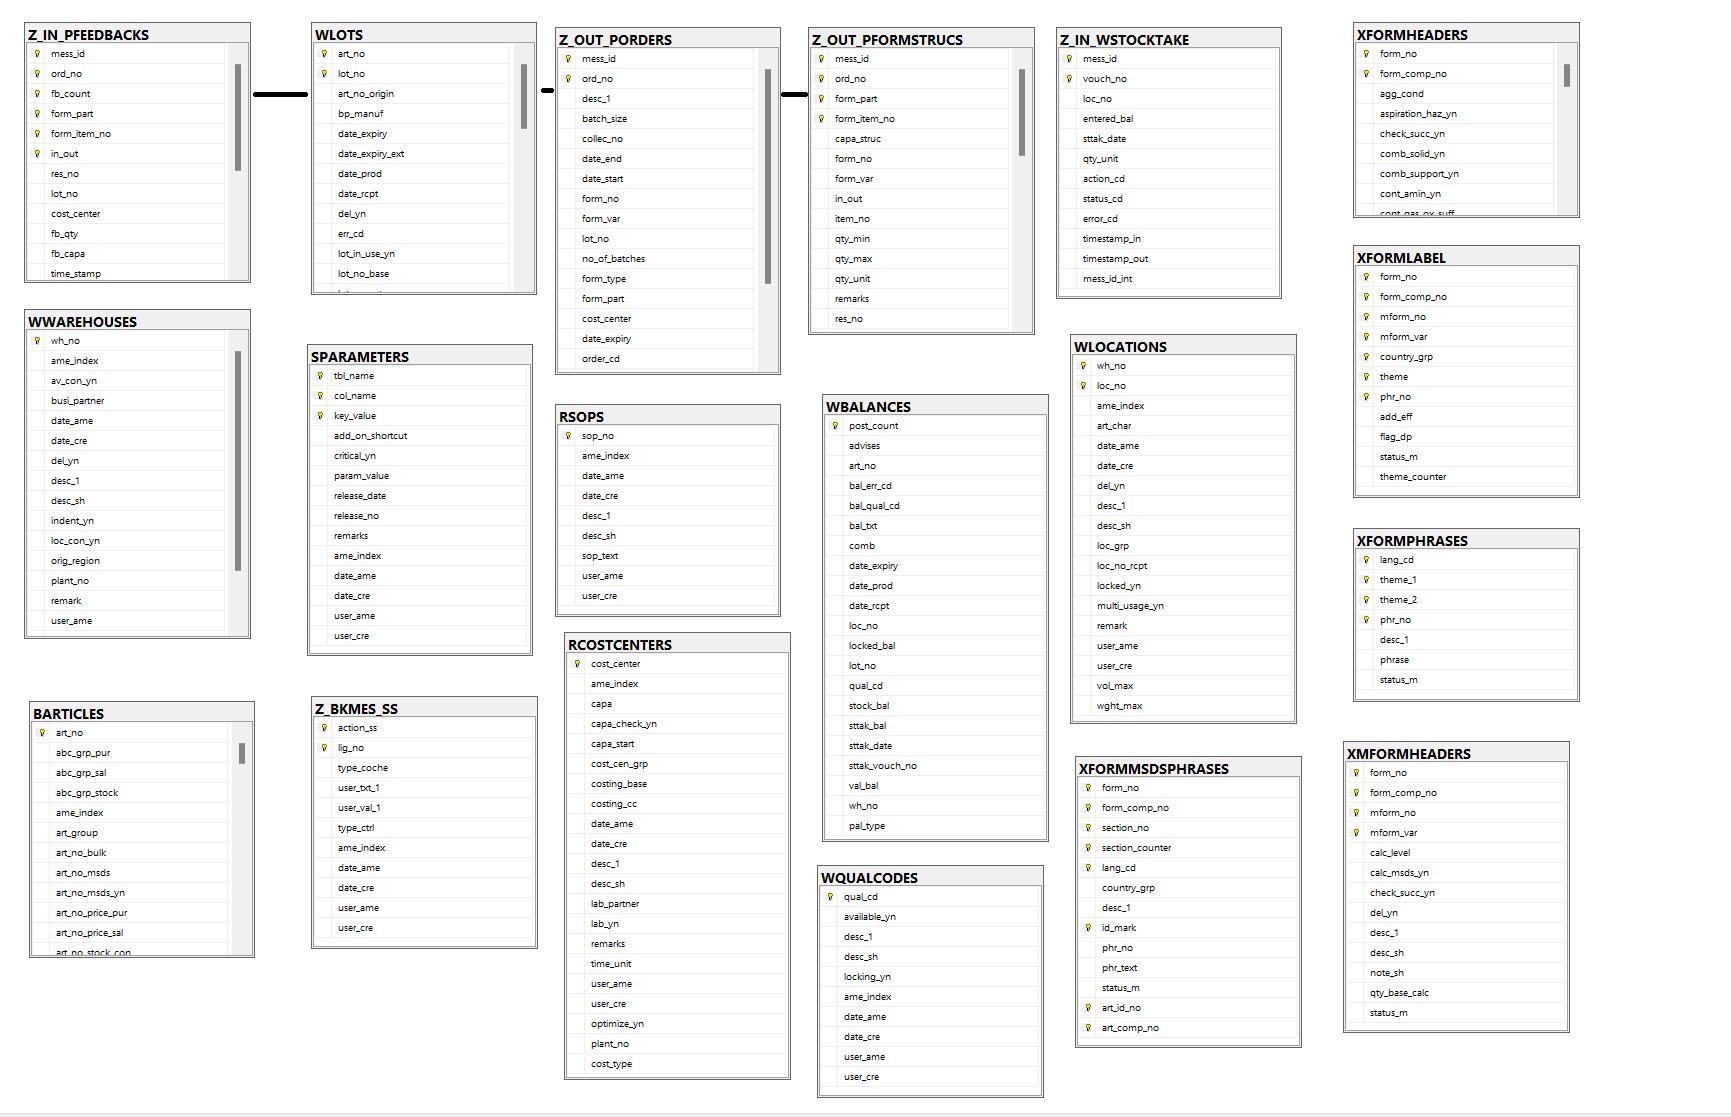 Z_IN_PFEEDBACKS
mess_id
ord_no
fb_count
form_part
form_item_no
in_out
res_no
lot_no
cost_center
fb_qty
fb_capa
time_stamp
WLOTS
art_no
lot_no
art_no_origin
bp_manuf
date_expiry
date_expiry_ext
date_prod
date_rcpt
del_yn
err_cd
lot_in_use_yn
lot_no_base
Z_OUT_PORDERS
mess_id
ord_no
desc_1
batch_size
collec_no
date_end
date_start
form_no
form_var
lot_no
no_of_batches
form_type
form_part
cost_center
date_expiry
order_cd
Z_OUT_PFORMSTRUCS
mess_id
ord_no
form_part
form_item_no
capa_struc
form_no
form_var
in_out
item_no
qty_min
qty_max
qty_unit
remarks
res_no
Z_IN_WSTOCKTAKE
mess_id
vouch_no
loc_no
entered_bal
sttak_date
qty_unit
action_cd
status_cd
error_cd
timestamp_in
timestamp_out
mess_id_int
XFORMHEADERS
form_no
form_comp_no
agg_cond
aspiration_haz_yn
check_succ_yn
comb_solid_yn
comb_support_yn
cont_amin_yn
cont_gas_ox_suff
XFORMLABEL
form_no
form_comp_no
mform_no
mform_var
country_grp
theme
phr_no
add_eff
flag_dp
status_m
theme_counter
WWAREHOUSES
wh_no
ame_index
av_con_yn
busi_partner
date_ame
date_cre
del_yn
desc_1
desc_sh
indent_yn
loc_con_yn
orig_region
plant_no
remark
user_ame
SPARAMETERS
tbl_name
col_name
key_value
add_on_shortcut
critical_yn
param_value
release_date
release_no
remarks
ame_index
date_ame
date_cre
user_ame
user_cre
RSOPS
sop_no
ame_index
date_ame
date_cre
desc_1
desc_sh
sop_text
user_ame
user_cre
WBALANCES
post_count
advises
art_no
bal_err_cd
bal_qual_cd
bal_txt
comb
date_expiry
date_prod
date_rcpt
loc_no
locked_bal
lot_no
qual_cd
stock_bal
sttak_bal
sttak_date
sttak_vouch_no
val_bal
wh_no
pal_type
WLOCATIONS
wh_no
loc_no
ame_index
art_char
date_ame
date_cre
del_yn
desc_1
desc_sh
loc_grp
loc_no_rcpt
locked_yn
multi_usage_yn
remark
user_ame
user_cre
vol_max
wght_max
XFORMPHRASES
lang_cd
theme_1
theme_2
phr_no
desc_1
phrase
status_m
BARTICLES
art_no
abc_grp_pur
abc_grp_sal
abc_grp_stock
ame_index
art_group
art_no_bulk
art_no_msds
art_no_msds_yn
art_no_price_pur
art_no_price_sal
art_no_stock_con
Z_BKMES_SS
action_ss
lig_no
type_coche
user_txt_1
user_val_1
type_ctrl
ame_index
date_ame
date_cre
user_ame
user_cre
RCOSTCENTERS
cost_center
ame_index
capa
capa_check_yn
capa_start
cost_cen_grp
costing_base
costing_cc
date_ame
date_cre
desc_1
desc_sh
lab_partner
lab_yn
remarks
time_unit
user_ame
user_cre
optimize_yn
plant_no
cost_type
WQUALCODES
qual_cd
available_yn
desc_1
desc_sh
locking_yn
ame_index
date_ame
date_cre
user_ame
user_cre
XFORMMSDSPHRASES
form_no
form_comp_no
section_no
section_counter
lang_cd
country_grp
desc_1
id_mark
phr_no
phr_text
status_m
art_id_no
art_comp_no
XMFORMHEADERS
form_no
form_comp_no
mform_no
mform_var
calc_level
calc_msds_yn
check_succ_yn
del_yn
desc_1
desc_sh
note_sh
qty_base_calc
status_m